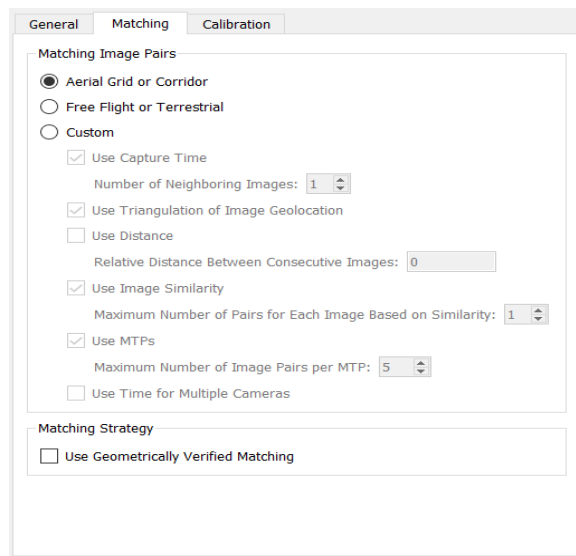 General Matching Calibration
Matching Image Pairs
Aerial Grid or Corridor
Free Flight or Terrestrial
Custom
Use Capture Time
Number of Neighboring Images: 1
Use Triangulation of Image Geolocation
Use Distance
Relative Distance Between Consecutive Images: 0
Use Image Similarity
Maximum Number of Pairs for Each Image Based on Similarity: 1
Use MTPs
Maximum Number of Image Pairs per MTP: 5
Use Time for Multiple Cameras
Matching Strategy
Use Geometrically Verified Matching